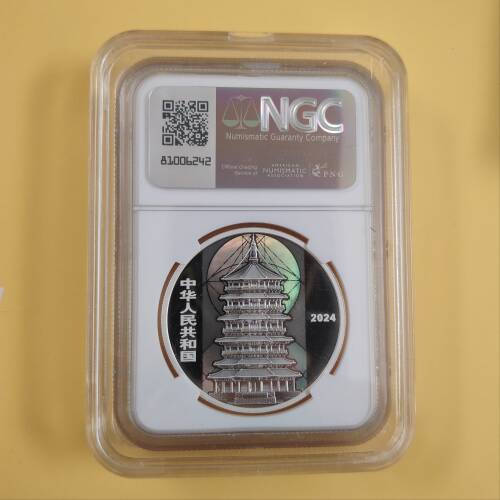 NGC
Numismatic Guaranty Company
81006242
Official Grading
Service of
AMERICAN
NUMISMATIC
ASSOCIATION
PNG
中华人民共和国
2024